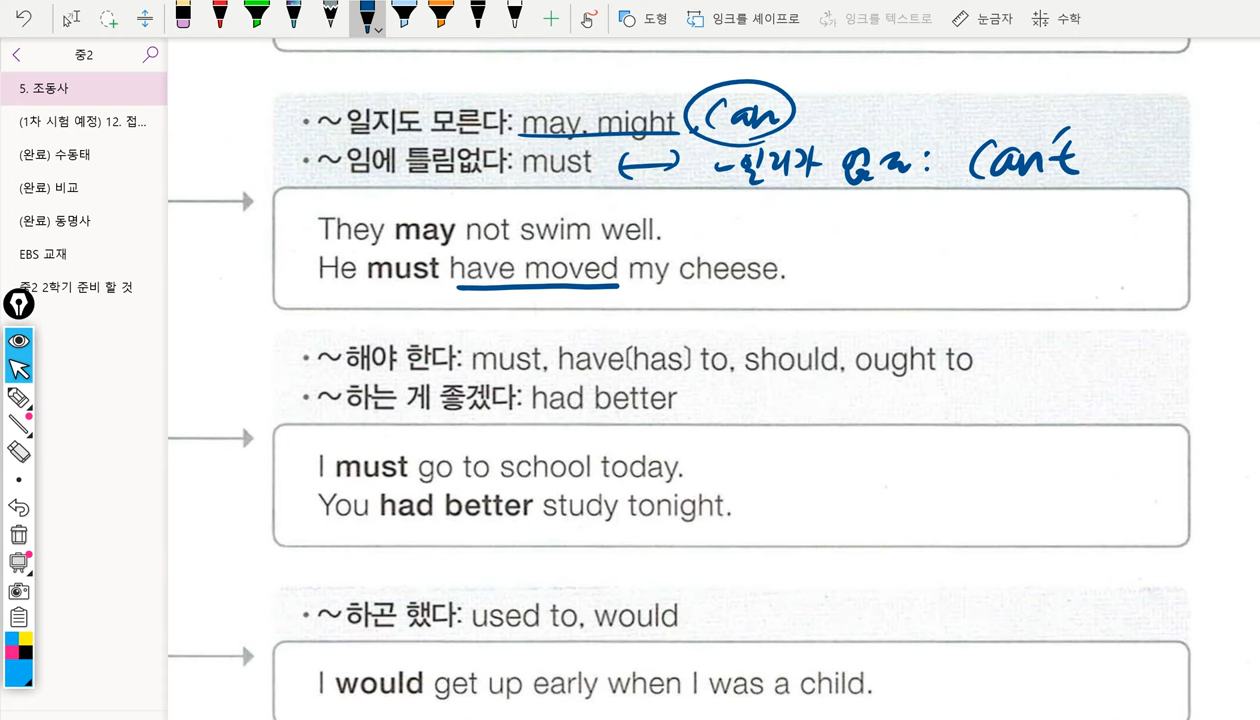 도형 잉크를 셰이프로 잉크를 텍스트로 눈금자 수학
중2
5. 조동사
(1차 시험 예정) 12. 접...
(완료) 수동태
(완료) 비교
(완료) 동명사
EBS 교재
중2 2학기 준비 할 것
• ~일지도 모른다: may, might, can
• ~임에 틀림없다: must ↔ ~일리가 없다: can't
They may not swim well.
He must have moved my cheese.
• ~해야 한다: must, have(has) to, should, ought to
• ~하는 게 좋겠다: had better
I must go to school today.
You had better study tonight.
• ~하곤 했다: used to, would
I would get up early when I was a child.